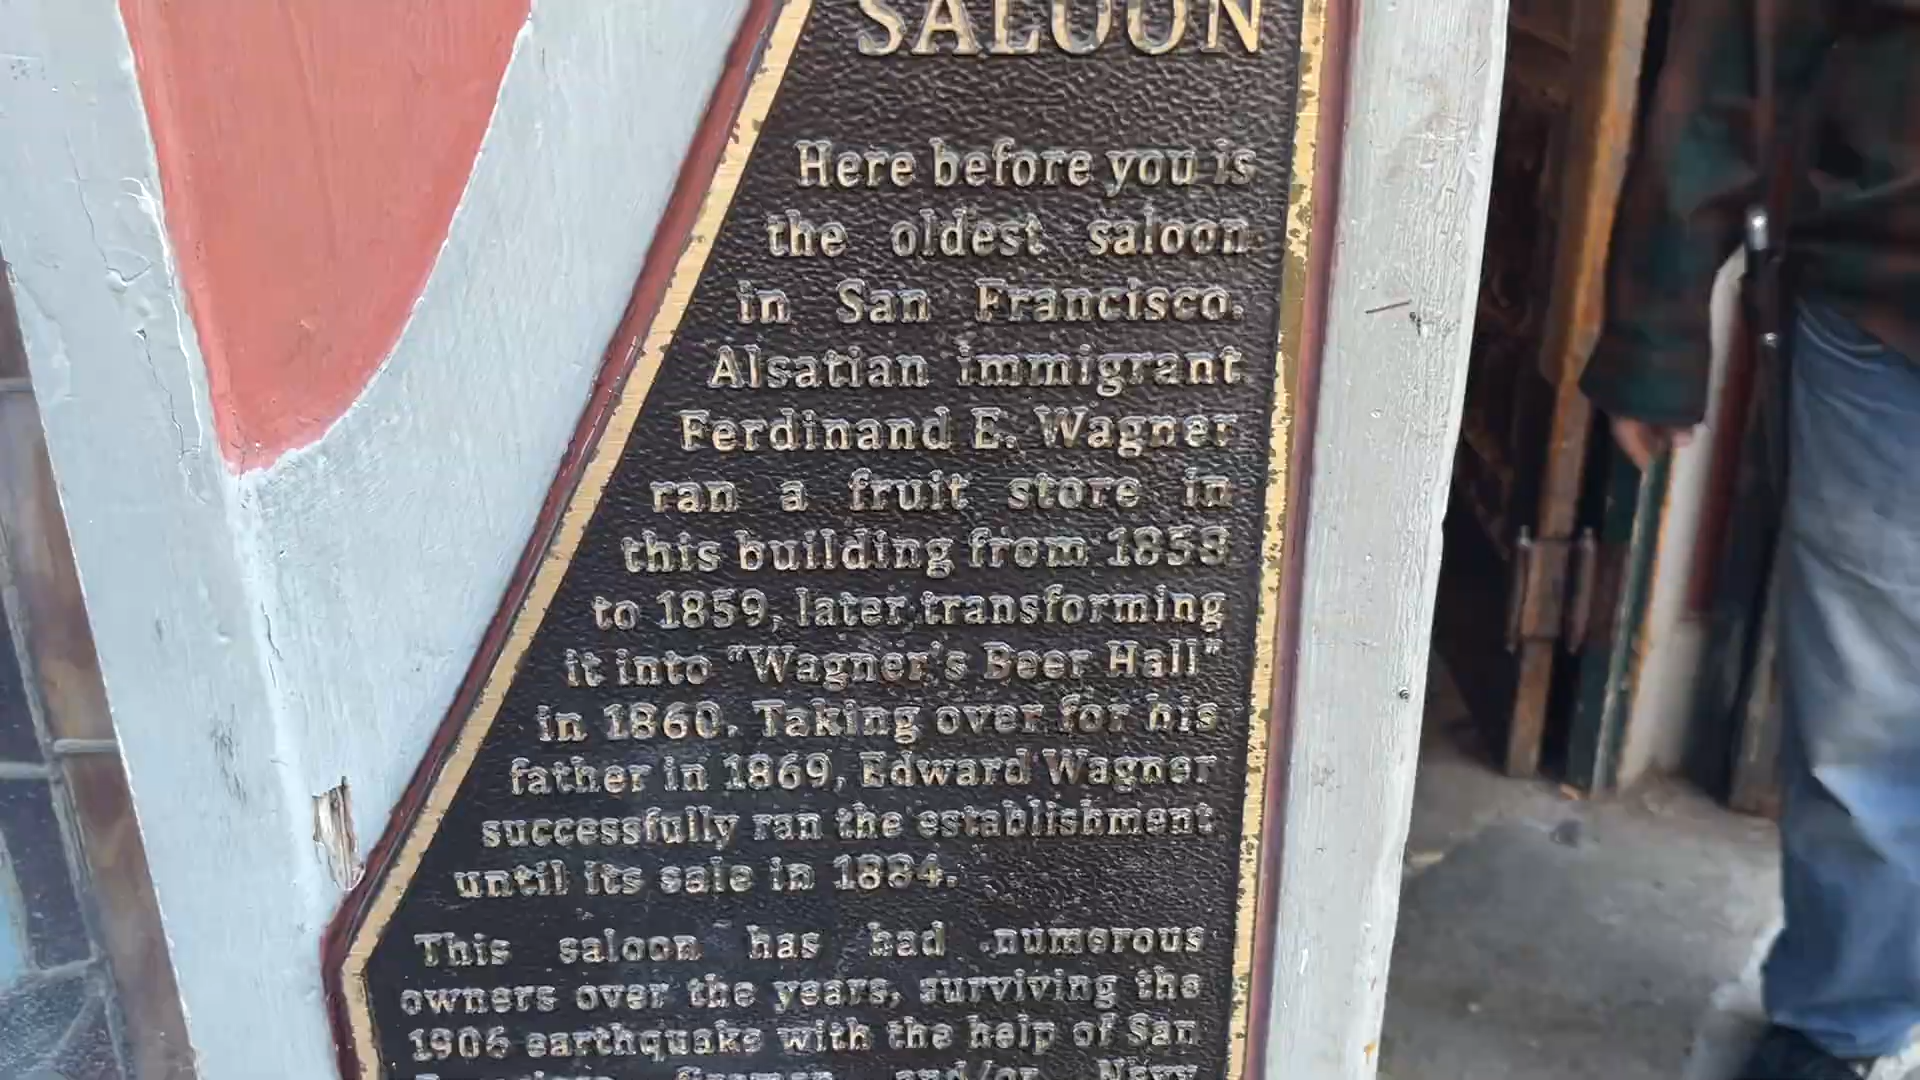 SALOON
Here before you is
the oldest saloon
in San Francisco.
Alsatian immigrant
Ferdinand E. Wagner
ran a fruit store in
this building from 1858
to 1859, later transforming
it into "Wagner's Beer Hall"
in 1860. Taking over for his
father in 1869, Edward Wagner
successfully ran the establishment
until its sale in 1884.
This saloon has had numerous
owners over the years, surviving the
1906 earthquake with the help of San
and/or Navy